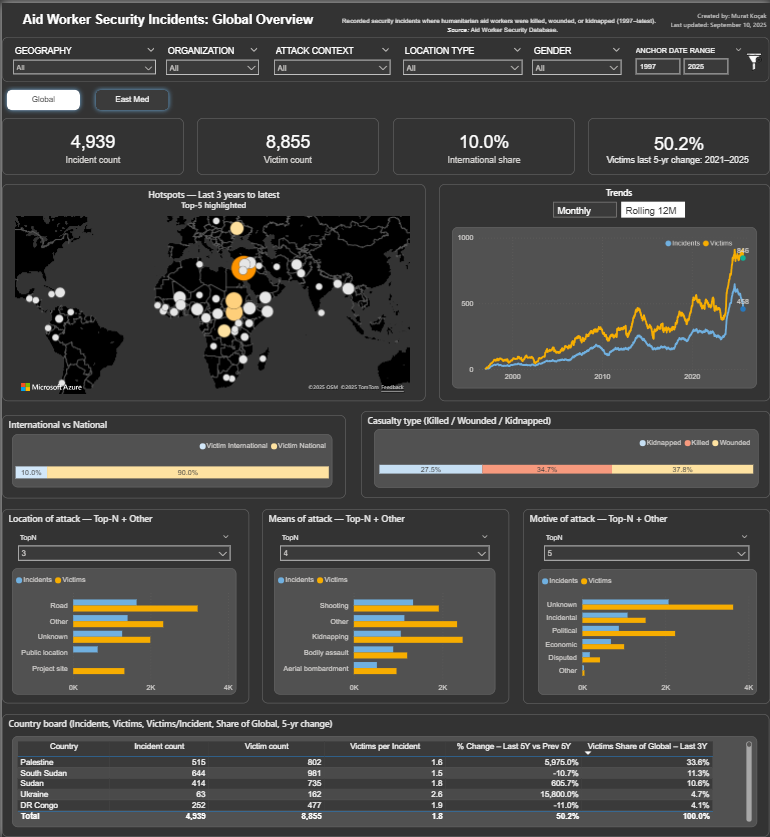 Aid Worker Security Incidents: Global Overview
Recorded security incidents where humanitarian aid workers were killed, wounded, or kidnapped (1997–latest).
Source: Aid Worker Security Database.
Created by: Murat Koçak
Last updated: September 10, 2025
GEOGRAPHY ORGANIZATION ATTACK CONTEXT LOCATION TYPE GENDER ANCHOR DATE RANGE
All All All All All 1997 2025
Global East Med
4,939 8,855 10.0% 50.2%
Incident count Victim count International share Victims last 5-yr change: 2021–2025
Hotspots — Last 3 years to latest
Top-5 highlighted
Microsoft Azure
©2025 OSM ©2025 TomTom Feedback
Trends
Monthly Rolling 12M
Incidents Victims
1000
500
0
2000 2010 2020
458
International vs National
Victim International Victim National
10.0% 90.0%
Casualty type (Killed / Wounded / Kidnapped)
Kidnapped Killed Wounded
27.5% 34.7% 37.8%
Location of attack — Top-N + Other
TopN
3
Incidents Victims
Road
Other
Unknown
Public location
Project site
0K 2K 4K
Means of attack — Top-N + Other
TopN
4
Incidents Victims
Shooting
Other
Kidnapping
Bodily assault
Aerial bombardment
0K 2K
Motive of attack — Top-N + Other
TopN
5
Incidents Victims
Unknown
Incidental
Political
Economic
Disputed
Other
0K 2K 4K
Country board (Incidents, Victims, Victims/Incident, Share of Global, 5-yr change)
Country Incident count Victim count Victims per Incident % Change – Last 5Y vs Prev 5Y Victims Share of Global – Last 3Y
Palestine 515 802 1.6 5,975.0% 33.6%
South Sudan 644 981 1.5 -10.7% 11.3%
Sudan 414 735 1.8 605.7% 10.6%
Ukraine 63 162 2.6 15,800.0% 4.7%
DR Congo 252 477 1.9 -11.0% 4.1%
Total 4,939 8,855 1.8 50.2% 100.0%